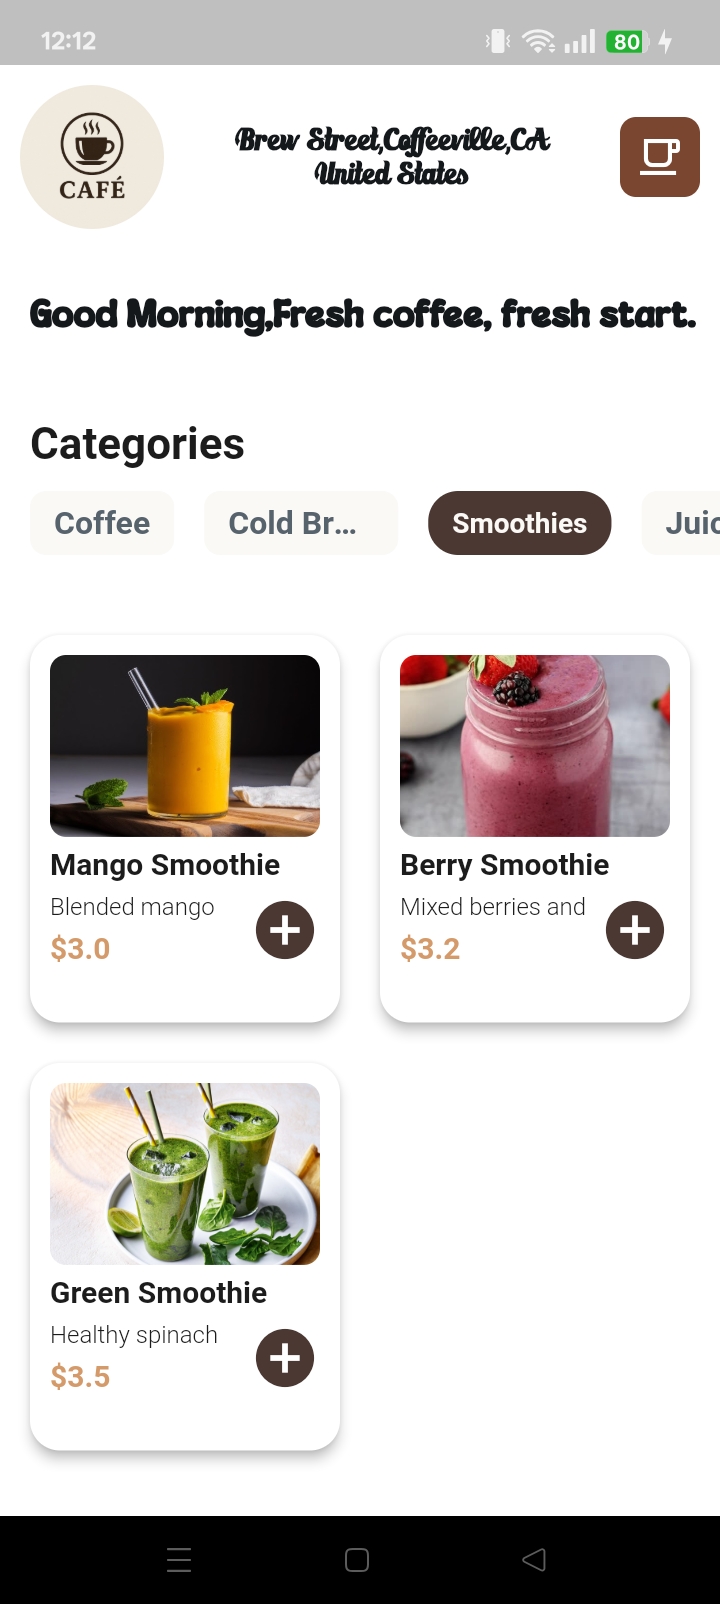 12:12
80
CAFÉ
Brew Street,Coffeeville,CA
United States
Good Morning,Fresh coffee, fresh start.
Categories
Coffee
Cold Br...
Smoothies
Juic
Mango Smoothie
Blended mango
$3.0
Berry Smoothie
Mixed berries and
$3.2
Green Smoothie
Healthy spinach
$3.5